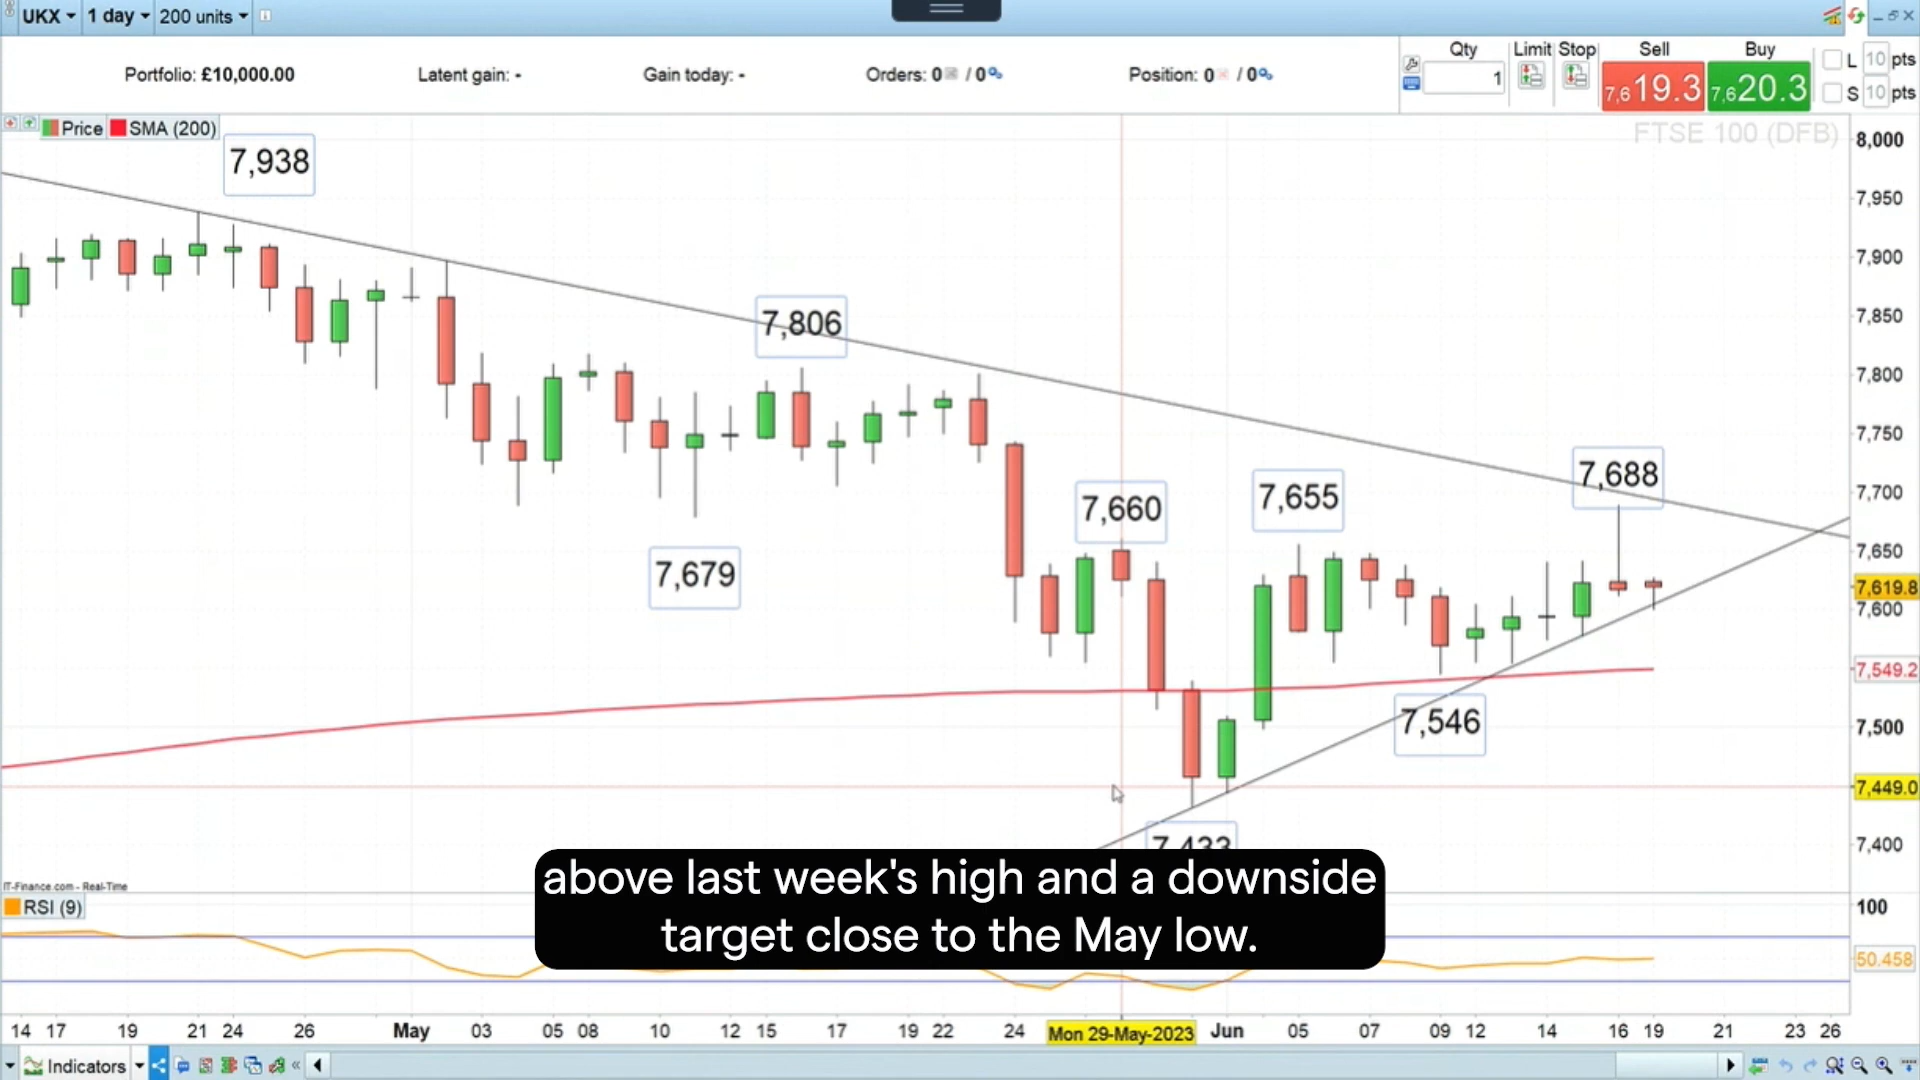 UKX 1 day 200 units
Portfolio: £10,000.00 Latent gain: - Gain today: - Orders: 0 / 0 Position: 0 / 0
Qty Limit Stop Sell Buy
1
7,619.3 7,620.3
L 10 pts
S 10 pts
Price SMA (200)
FTSE 100 (DFB)
7,938
7,806
7,679
7,660
7,655
7,688
7,546
7,433
8,000
7,950
7,900
7,850
7,800
7,750
7,700
7,650
7,619.8
7,600
7,549.2
7,500
7,449.0
7,400
IT-Finance.com - Real-Time
RSI (9)
100
50.458
above last week's high and a downside
target close to the May low.
14 17 19 21 24 26 May 03 05 08 10 12 15 17 19 22 24 Mon 29-May-2023 Jun 05 07 09 12 14 16 19 21 23 26
Indicators